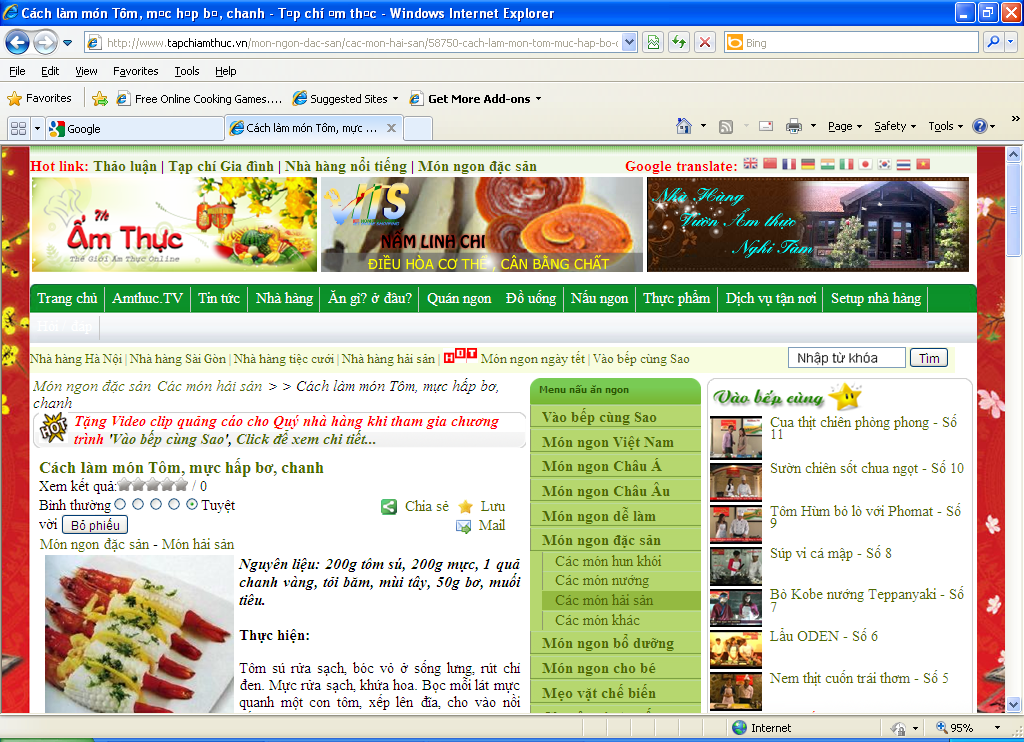 Cách làm món Tôm, mực hấp bơ, chanh - Tạp chí ẩm thực - Windows Internet Explorer
http://www.tapchiamthuc.vn/mon-ngon-dac-san/cac-mon-hai-san/58750-cach-lam-mon-tom-muc-hap-bo-c
Bing
File Edit View Favorites Tools Help
Favorites Free Online Cooking Games.... Suggested Sites Get More Add-ons
Google Cách làm món Tôm, mực ... Page Safety Tools »
Hot link: Thảo luận | Tạp chí Gia đình | Nhà hàng nổi tiếng | Món ngon đặc sản
Google translate:
Ẩm Thực
Thế Giới Ẩm Thực Online
VITS
NẤM LINH CHI
ĐIỀU HÒA CƠ THỂ, CÂN BẰNG CHẤT
Nhà Hàng
Vườn Ẩm thực
Nghi Tàm
Trang chủ Amthuc.TV Tin tức Nhà hàng Ăn gì? ở đâu? Quán ngon Đồ uống Nấu ngon Thực phẩm Dịch vụ tận nơi Setup nhà hàng
Hỏi / đáp
Nhà hàng Hà Nội | Nhà hàng Sài Gòn | Nhà hàng tiệc cưới | Nhà hàng hải sản | HOT Món ngon ngày tết | Vào bếp cùng Sao
Nhập từ khóa Tìm
Món ngon đặc sản Các món hải sản > > Cách làm món Tôm, mực hấp bơ,
chanh
HOT Tặng Video clip quảng cáo cho Quý nhà hàng khi tham gia chương
trình 'Vào bếp cùng Sao', Click để xem chi tiết...
Cách làm món Tôm, mực hấp bơ, chanh
Xem kết quả: / 0
Bình thường Tuyệt
vời Bỏ phiếu
Chia sẻ Lưu
Mail
Món ngon đặc sản - Món hải sản
Nguyên liệu: 200g tôm sú, 200g mực, 1 quả
chanh vàng, tỏi băm, mùi tây, 50g bơ, muối
tiêu.
Thực hiện:
Tôm sú rửa sạch, bóc vỏ ở sống lưng, rút chỉ
đen. Mực rửa sạch, khứa hoa. Bọc mỗi lát mực
quanh một con tôm, xếp lên đĩa, cho vào nồi
Menu nấu ăn ngon
Vào bếp cùng Sao
Món ngon Việt Nam
Món ngon Châu Á
Món ngon Châu Âu
Món ngon dễ làm
Món ngon đặc sản
Các món hun khói
Các món nướng
Các món hải sản
Các món khác
Món ngon bổ dưỡng
Món ngon cho bé
Mẹo vặt chế biến
Vào bếp cùng
Cua thịt chiên phòng phong - Số
11
Sườn chiên sốt chua ngọt - Số 10
Tôm Hùm bỏ lò với Phomat - Số
9
Súp vi cá mập - Số 8
Bò Kobe nướng Teppanyaki - Số
7
Lẩu ODEN - Số 6
Nem thịt cuốn trái thơm - Số 5
Internet 95%